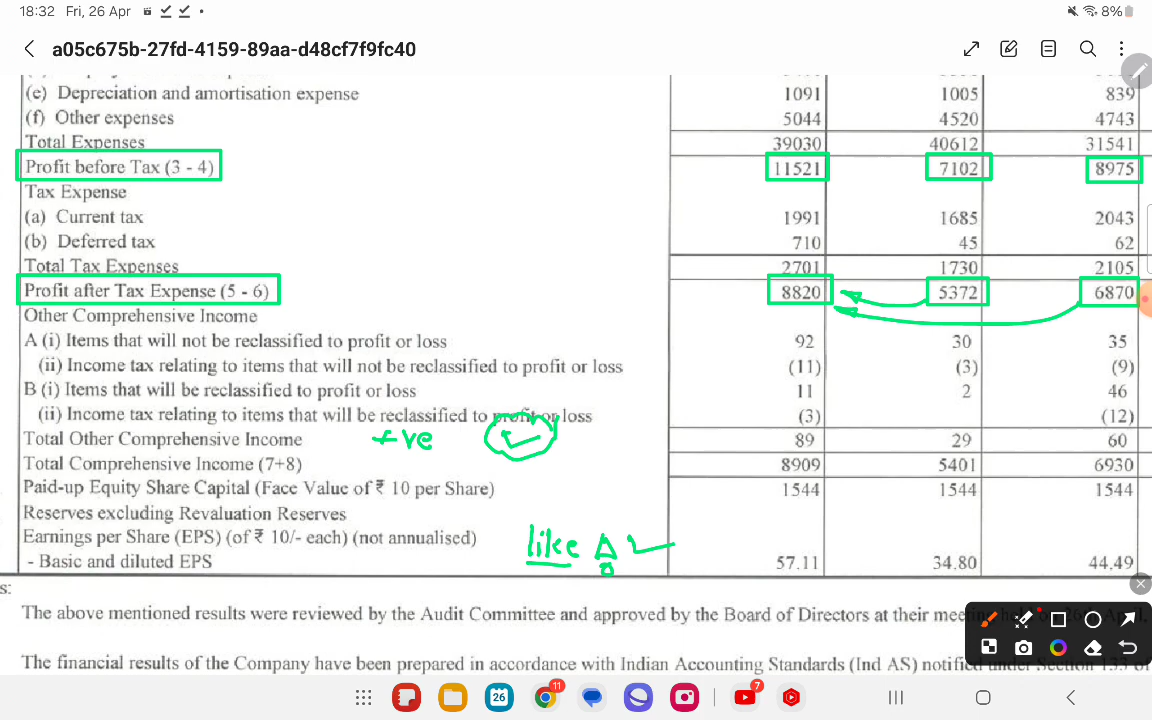 18:32 Fri, 26 Apr 8%
a05c675b-27fd-4159-89aa-d48cf7f9fc40
(e) Depreciation and amortisation expense 1091 1005 839
(f) Other expenses 5044 4520 4743
Total Expenses 39030 40612 31541
Profit before Tax (3 - 4) 11521 7102 8975
Tax Expense
(a) Current tax 1991 1685 2043
(b) Deferred tax 710 45 62
Total Tax Expenses 2701 1730 2105
Profit after Tax Expense (5 - 6) 8820 5372 6870
Other Comprehensive Income
A (i) Items that will not be reclassified to profit or loss 92 30 35
(ii) Income tax relating to items that will not be reclassified to profit or loss (11) (3) (9)
B (i) Items that will be reclassified to profit or loss 11 2 46
(ii) Income tax relating to items that will be reclassified to profit or loss (3) (12)
Total Other Comprehensive Income +ve 89 29 60
Total Comprehensive Income (7+8) 8909 5401 6930
Paid-up Equity Share Capital (Face Value of ₹ 10 per Share) 1544 1544 1544
Reserves excluding Revaluation Reserves
Earnings per Share (EPS) (of ₹ 10/- each) (not annualised)
like
- Basic and diluted EPS 57.11 34.80 44.49
s:
The above mentioned results were reviewed by the Audit Committee and approved by the Board of Directors at their
The financial results of the Company have been prepared in accordance with Indian Accounting Standards (Ind AS) notified
26 11 7